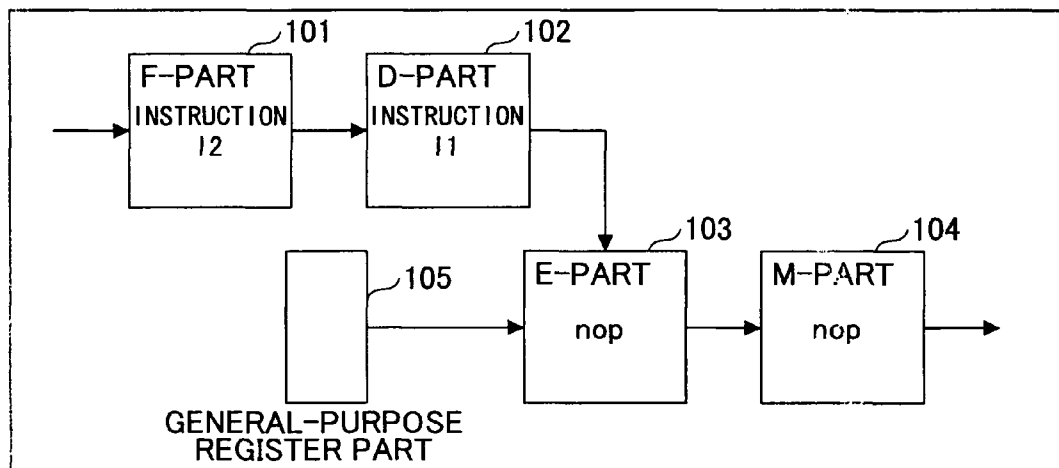 101
102
F-PART
INSTRUCTION
I2
D-PART
INSTRUCTION
I1
103
104
105
E-PART
nop
M-PART
nop
GENERAL-PURPOSE
REGISTER PART